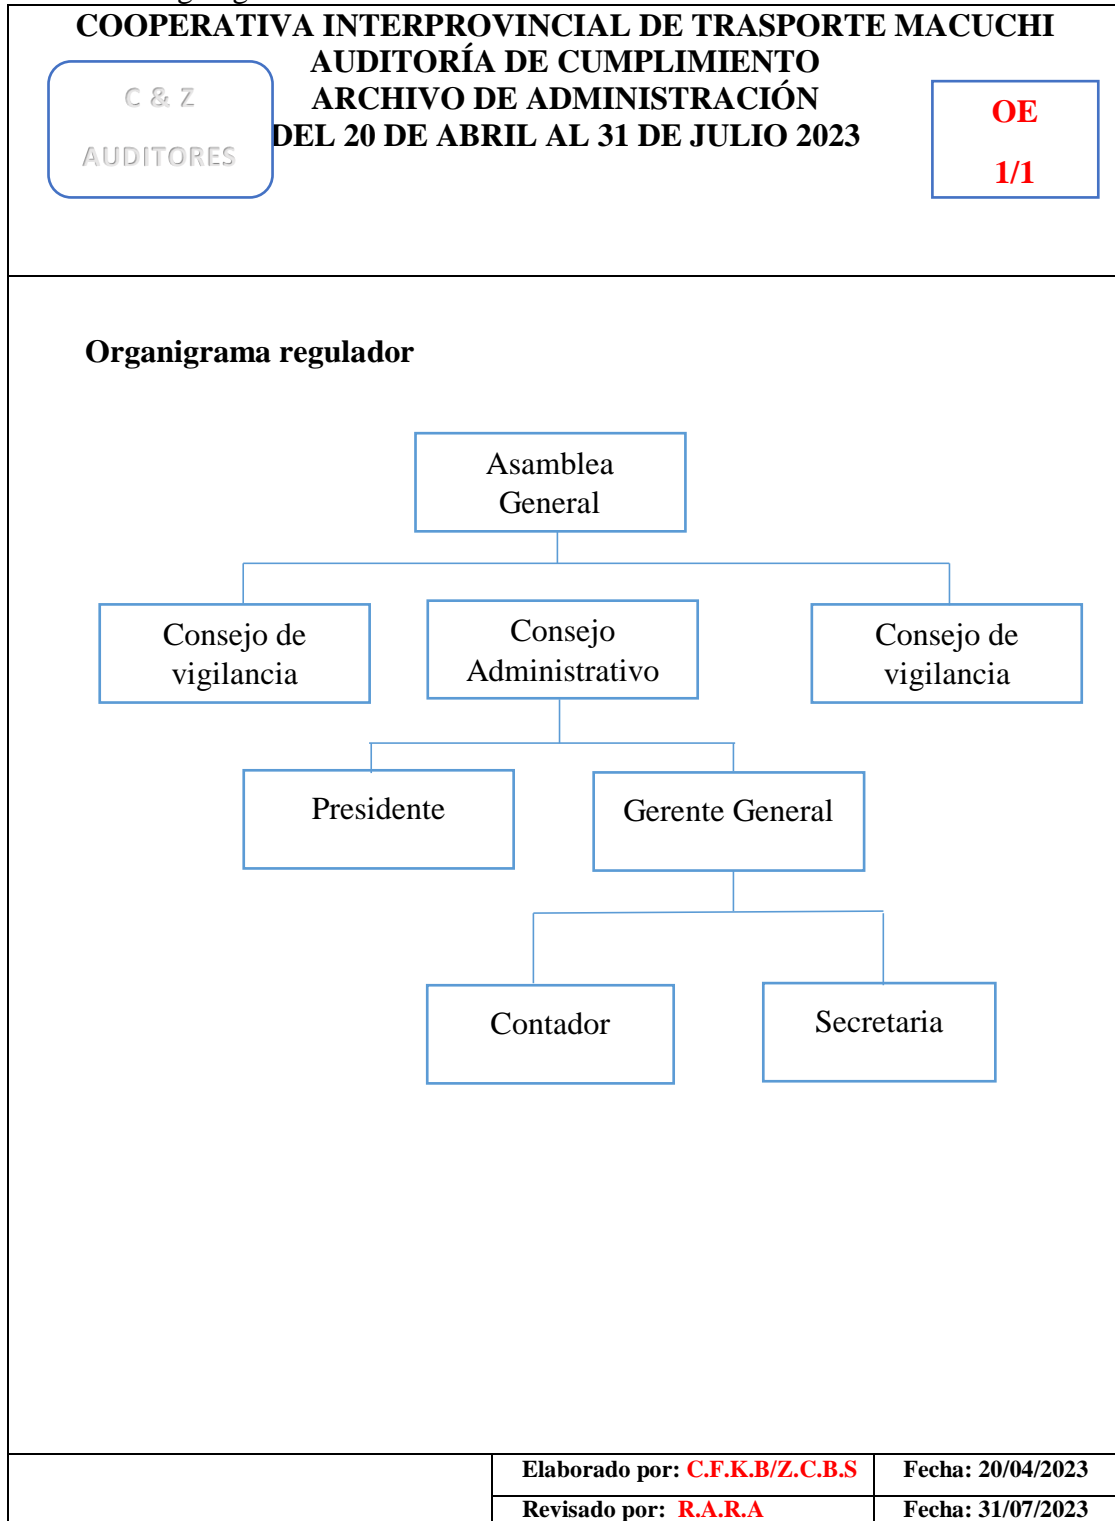 COOPERATIVA INTERPROVINCIAL DE TRASPORTE MACUCHI
AUDITORÍA DE CUMPLIMIENTO
ARCHIVO DE ADMINISTRACIÓN
DEL 20 DE ABRIL AL 31 DE JULIO 2023
C & Z
AUDITORES
OE
1/1
Organigrama regulador
Asamblea
General
Consejo de
vigilancia
Consejo
Administrativo
Consejo de
vigilancia
Presidente
Gerente General
Contador
Secretaria
Elaborado por: C.F.K.B/Z.C.B.S
Fecha: 20/04/2023
Revisado por: R.A.R.A
Fecha: 31/07/2023